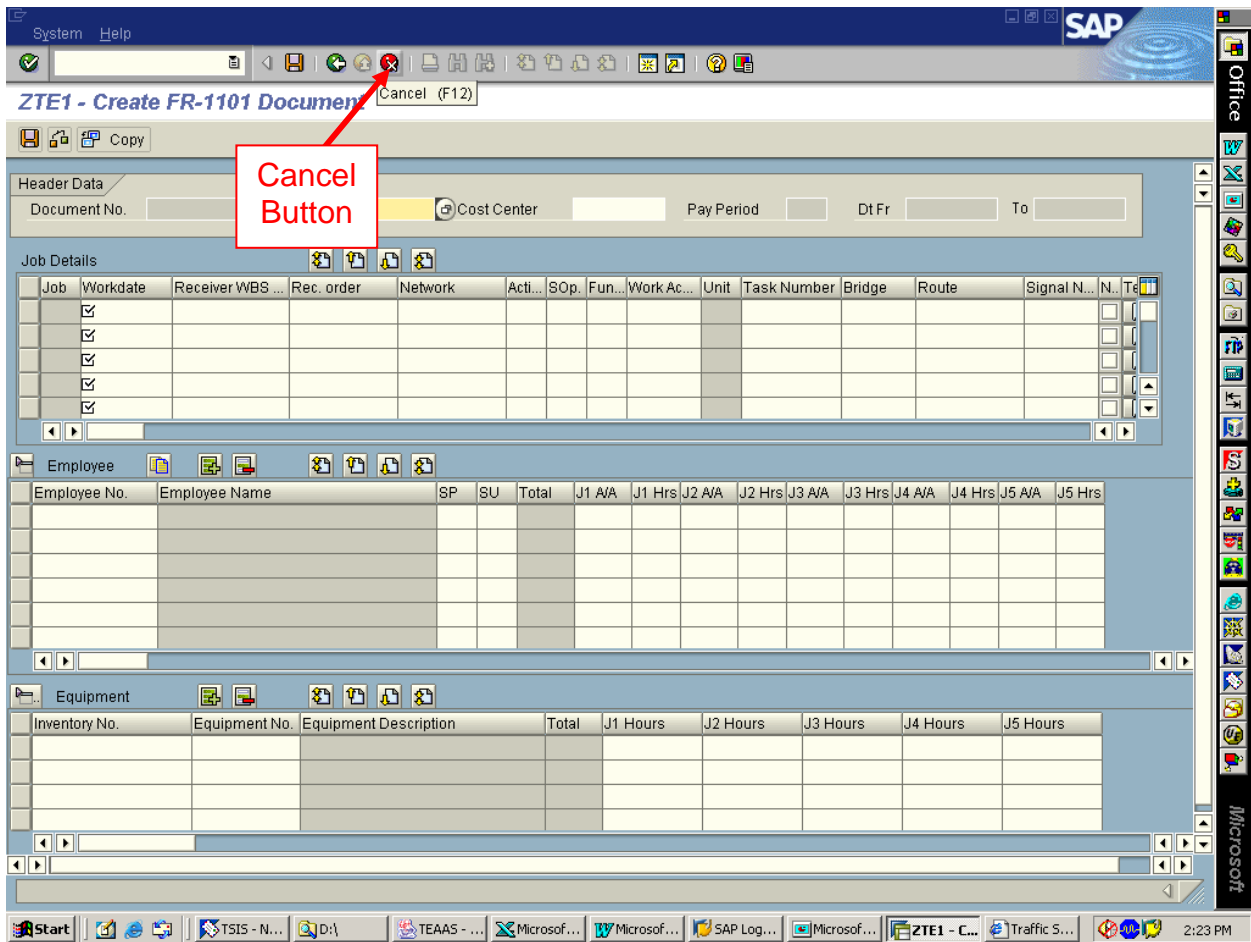 System Help
SAP
ZTE1 - Create FR-1101 Document
Cancel (F12)
Copy
Cancel
Button
Header Data
Document No. Cost Center Pay Period Dt Fr To
Job Details
Job Workdate Receiver WBS ... Rec. order Network Acti... SOp. Fun... Work Ac... Unit Task Number Bridge Route Signal N... N.. Te
Employee
Employee No. Employee Name SP SU Total J1 A/A J1 Hrs J2 A/A J2 Hrs J3 A/A J3 Hrs J4 A/A J4 Hrs J5 A/A J5 Hrs
.. Equipment
Inventory No. Equipment No. Equipment Description Total J1 Hours J2 Hours J3 Hours J4 Hours J5 Hours
Office
Microsoft
Start TSIS - N... D:\ TEAAS - ... Microsof... Microsof... SAP Log... Microsof... ZTE1 - C... Traffic S... 2:23 PM